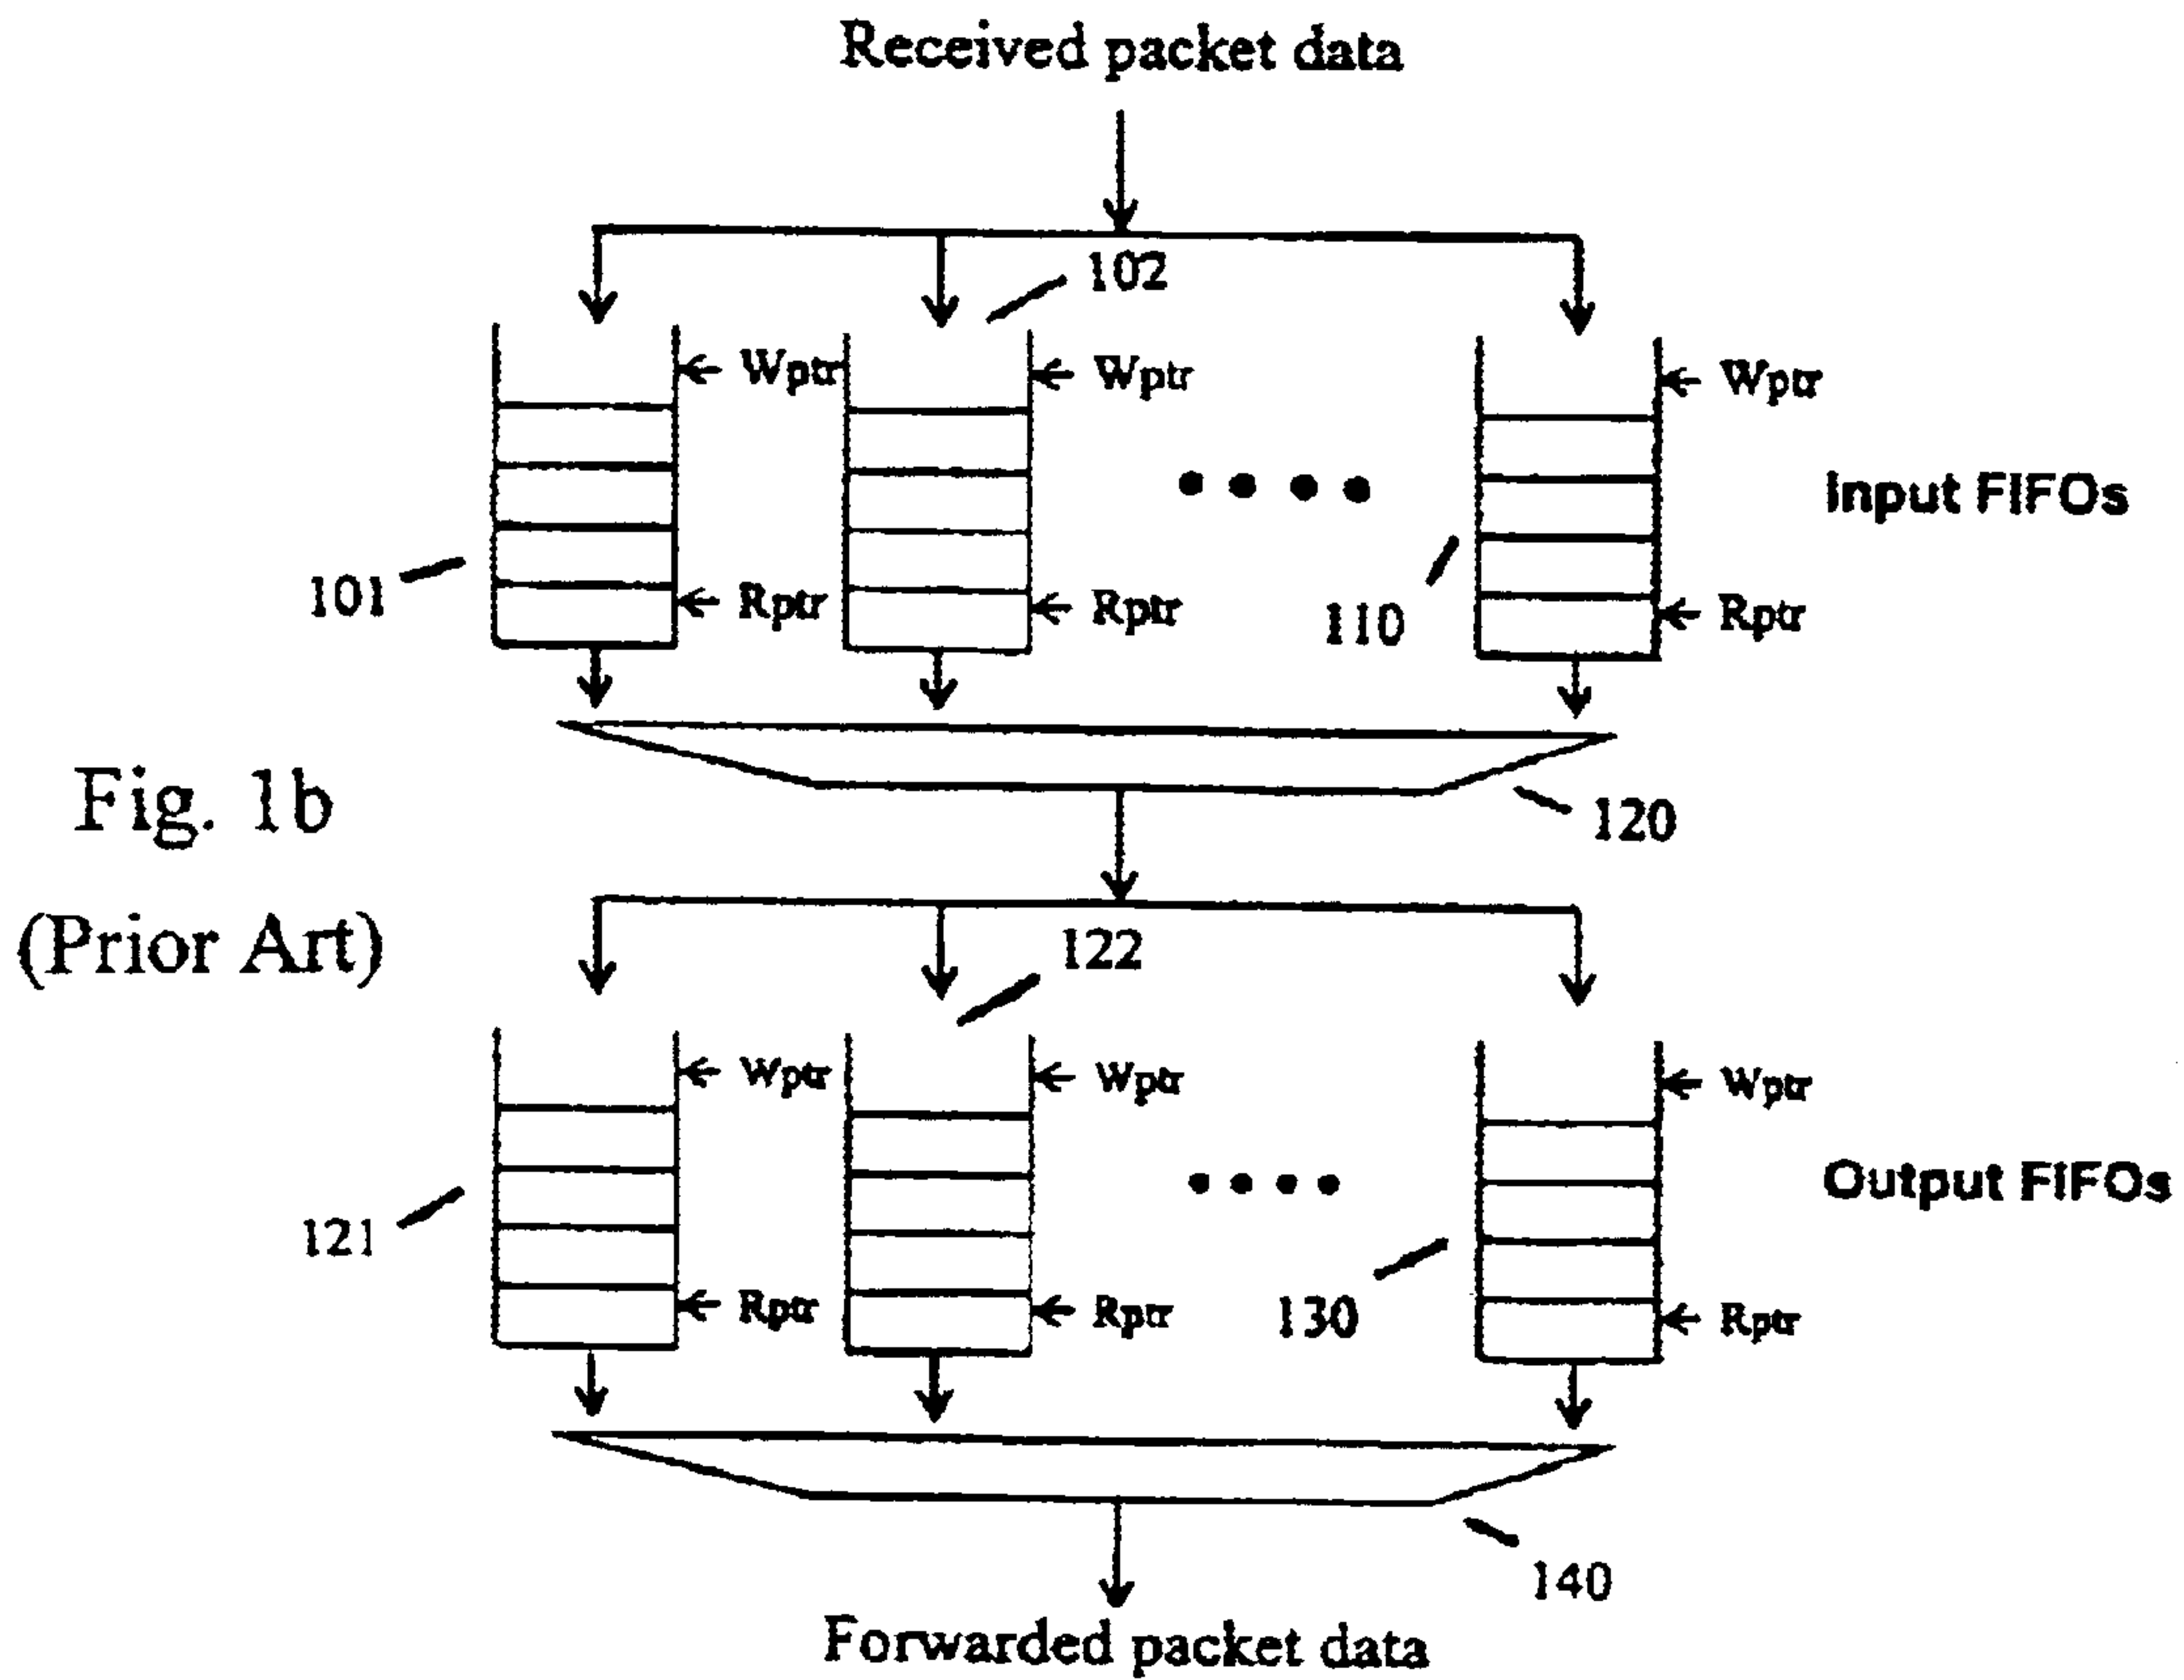 Received packet data
102
Wptr
Wptr
Wptr
Input FIFOs
101
Rptr
Rptr
110
Rptr
Fig. 1b
120
(Prior Art)
122
Wptr
Wptr
Wptr
Output FIFOs
121
Rptr
Rptr
130
Rptr
140
Forwarded packet data